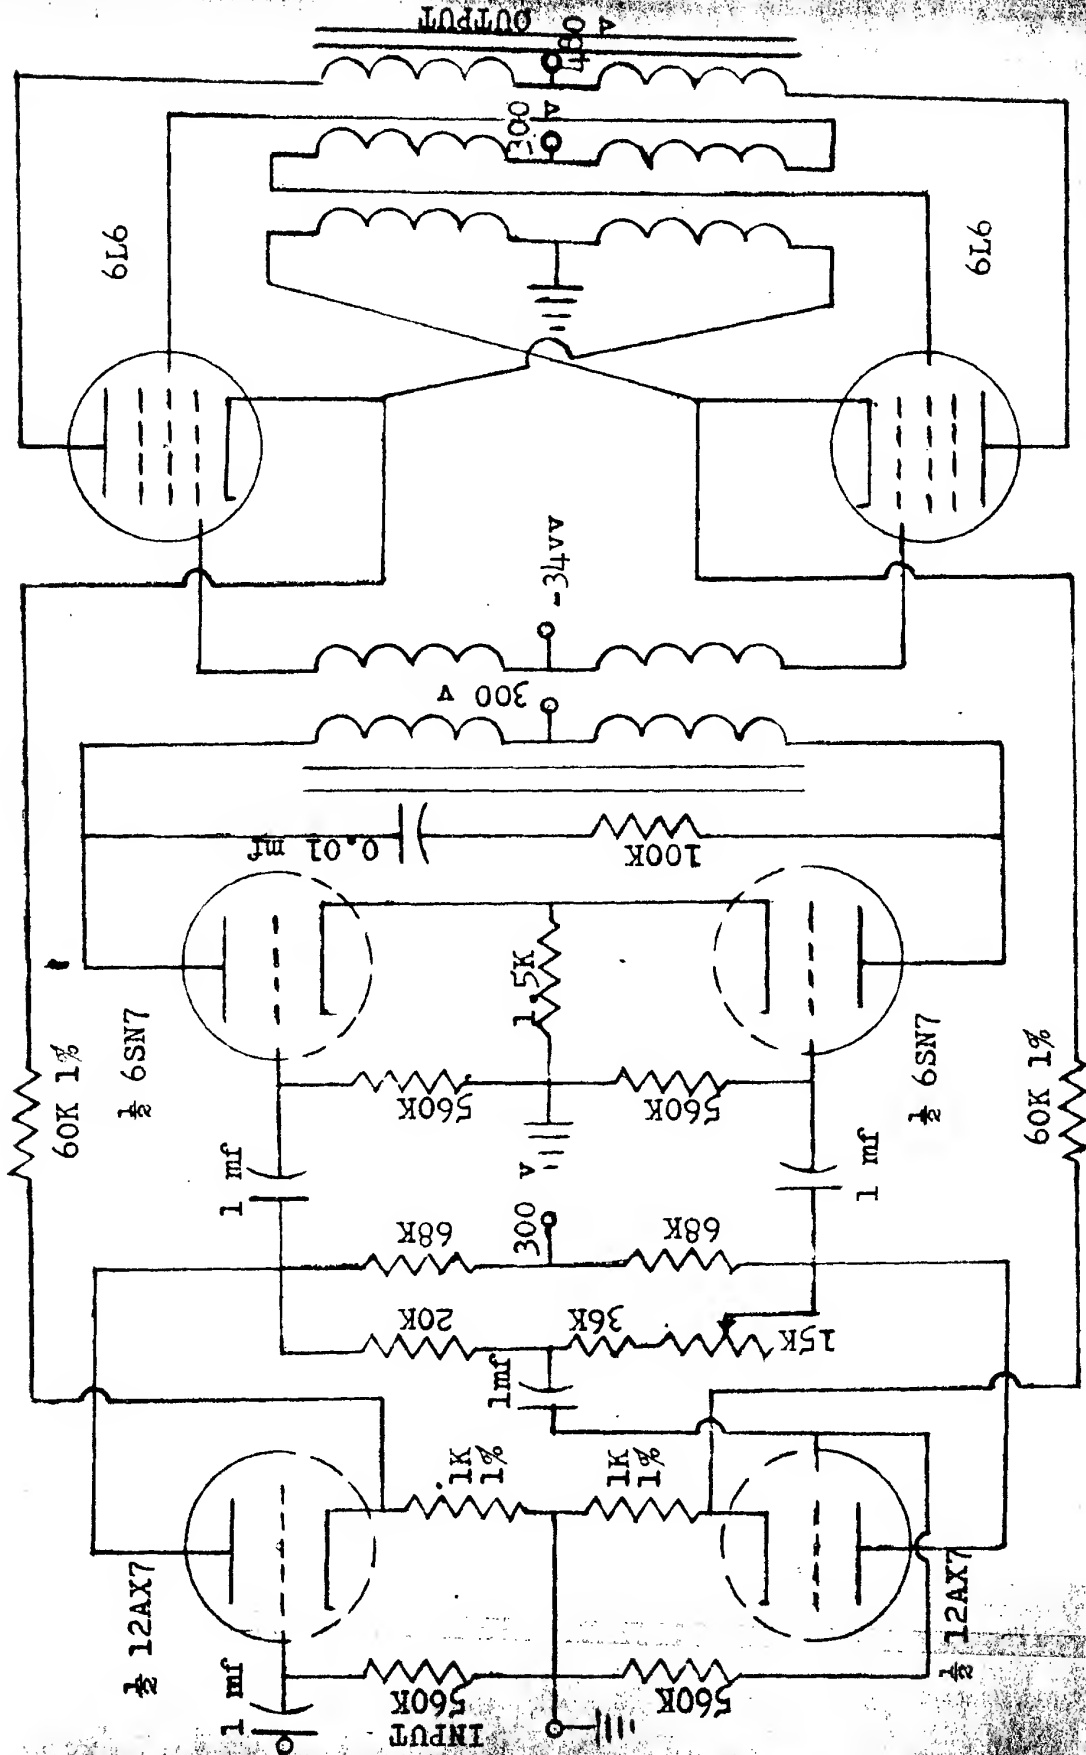 OUTPUT
480 v
300 v
6L6
6L6
-34vv
300 v
0.01 mf
100K
1.5K
60K 1%
½ 6SN7
½ 6SN7
60K 1%
560K
560K
v
1 mf
1 mf
300
68K
68K
20K
36K
15K
1mf
.1K
1%
1K
1%
½ 12AX7
½ 12AX7
1 mf
560K
560K
INPUT